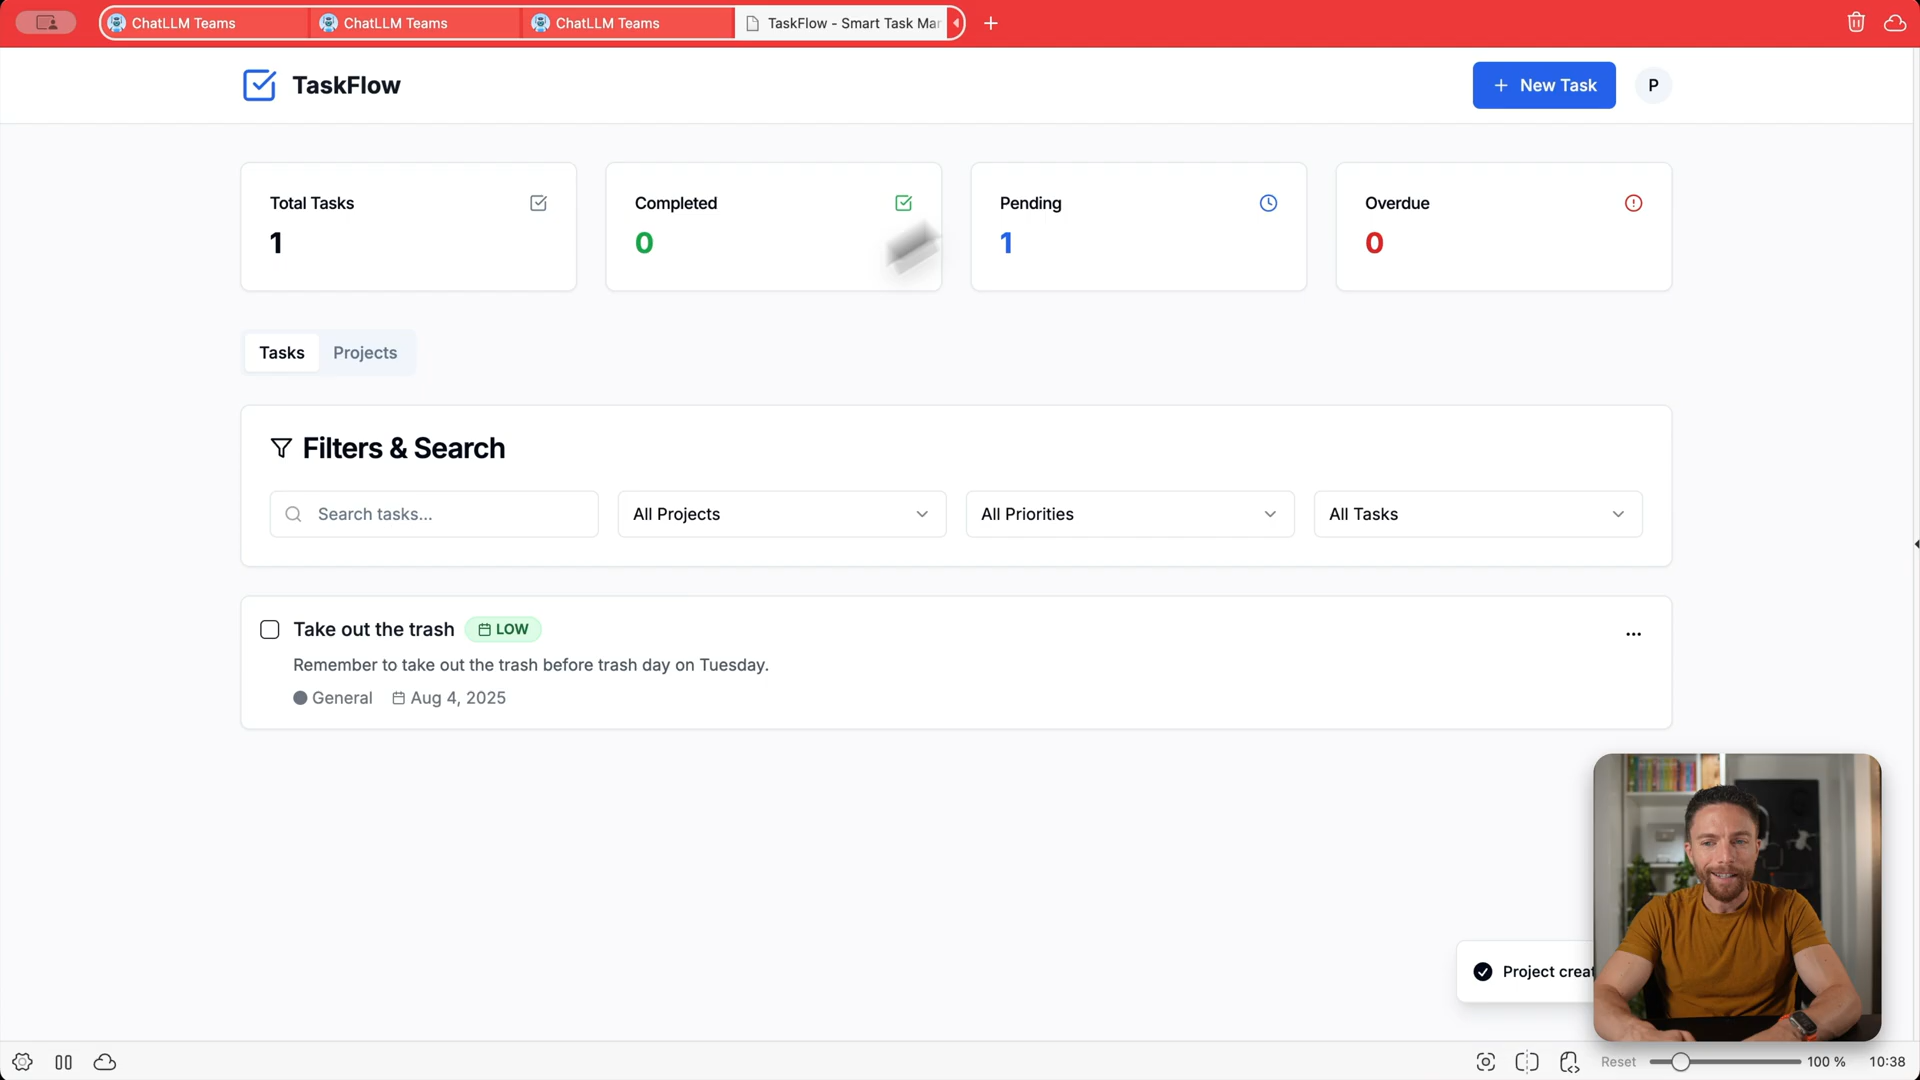 ChatLLM Teams
ChatLLM Teams
ChatLLM Teams
TaskFlow - Smart Task Mar
TaskFlow
New Task
P
Total Tasks
1
Completed
0
Pending
1
Overdue
0
Tasks
Projects
Filters & Search
Search tasks...
All Projects
All Priorities
All Tasks
Take out the trash
LOW
Remember to take out the trash before trash day on Tuesday.
General
Aug 4, 2025
Project creat
Reset
100 %
10:38